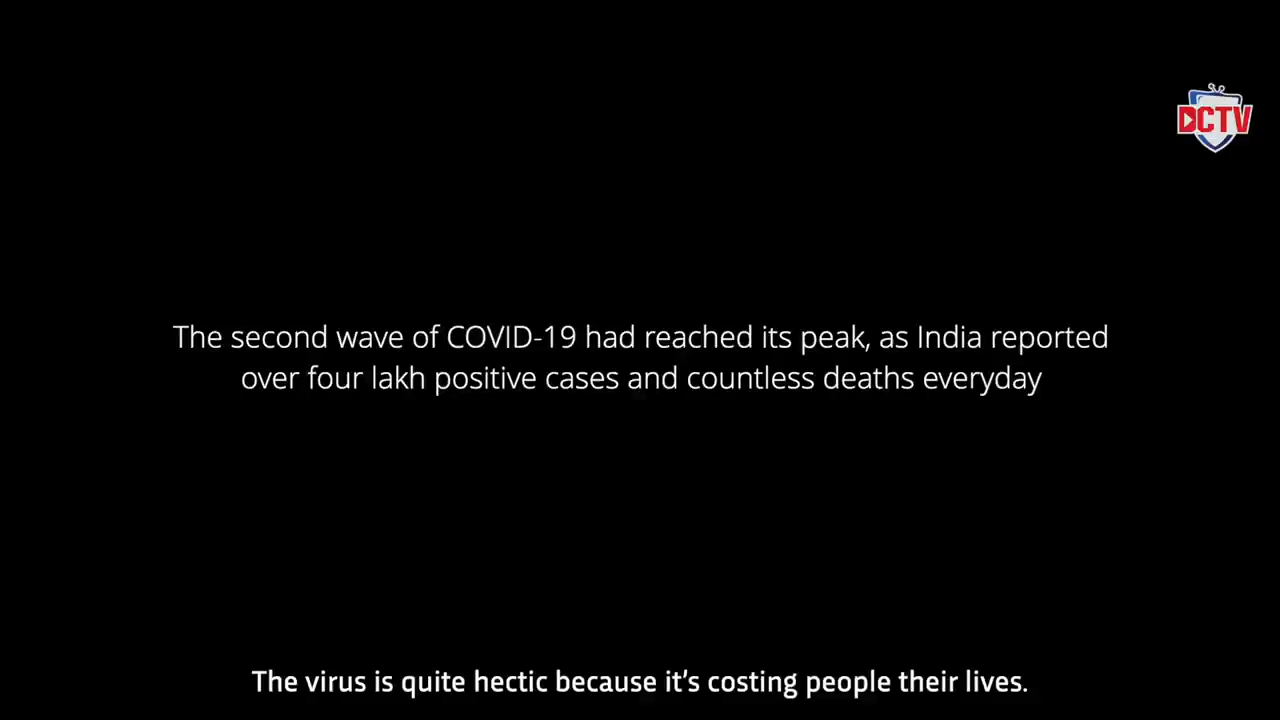 DCTV
The second wave of COVID-19 had reached its peak, as India reported
over four lakh positive cases and countless deaths everyday
The virus is quite hectic because it's costing people their lives.